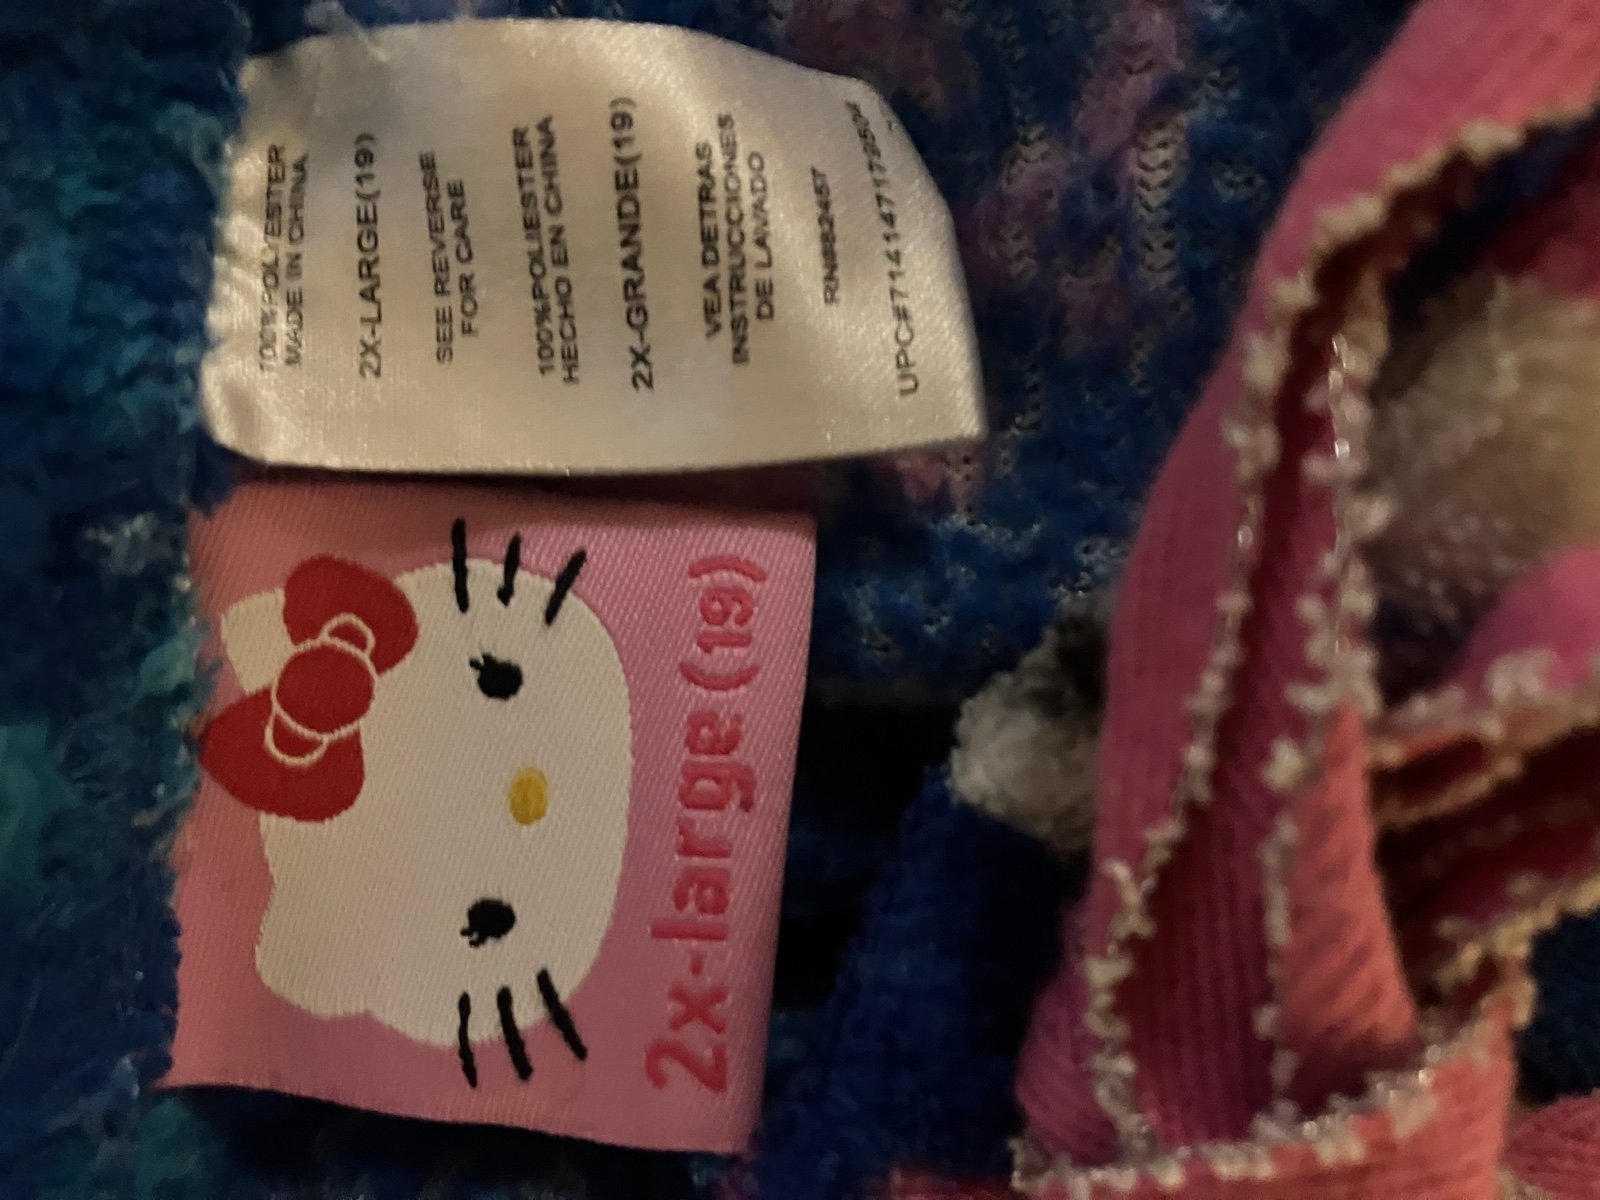 100%POLYESTER
MADE IN CHINA
2X-LARGE(19)
SEE REVERSE
FOR CARE
100%POLIESTER
HECHO EN CHINA
2X-GRANDE(19)
VEA DETRAS
INSTRUCCIONES
DE LAVADO
2x-large (19)